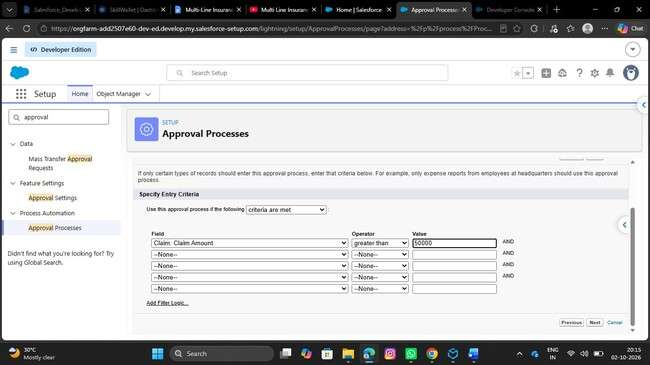 Salesforce_Develo
SkillWallet | Dashb
Multi-Line Insuranc
Multi-Line Insuran
Home | Salesforce
Approval Processes
Developer Console
https://orgfarm-add2507e60-dev-ed.develop.my.salesforce-setup.com/lightning/setup/ApprovalProcesses/page?address=%2Fp%2Fprocess%2FProc...
Chat
Developer Edition
Search Setup
Setup
Home
Object Manager
approval
Data
Mass Transfer Approval
Requests
Feature Settings
Approval Settings
Process Automation
Approval Processes
Didn't find what you're looking for? Try
using Global Search.
SETUP
Approval Processes
If only certain types of records should enter this approval process, enter that criteria below. For example, only expense reports from employees at headquarters should use this approval
process.
Specify Entry Criteria
Use this approval process if the following criteria are met :
Field Operator Value
Claim: Claim Amount greater than 50000 AND
--None-- --None-- AND
--None-- --None-- AND
--None-- --None-- AND
--None-- --None--
Add Filter Logic...
Previous Next Cancel
30°C
Mostly clear
Search
ENG
IN
20:15
02-10-2026